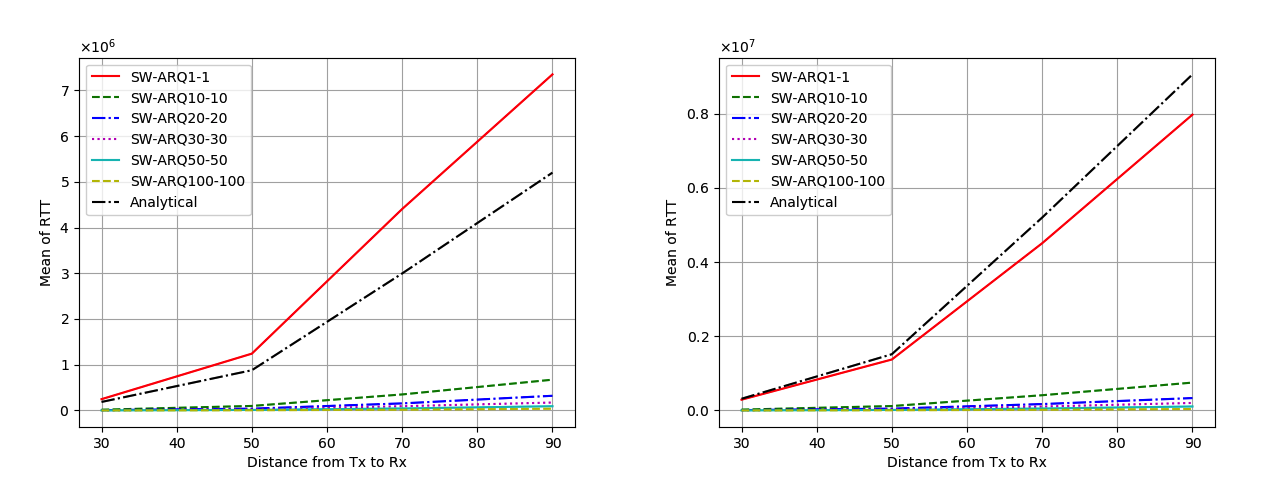 ×10⁶
SW-ARQ1-1
SW-ARQ10-10
SW-ARQ20-20
SW-ARQ30-30
SW-ARQ50-50
SW-ARQ100-100
Analytical
7
6
5
4
3
2
1
0
Mean of RTT
30 40 50 60 70 80 90
Distance from Tx to Rx
×10⁷
SW-ARQ1-1
SW-ARQ10-10
SW-ARQ20-20
SW-ARQ30-30
SW-ARQ50-50
SW-ARQ100-100
Analytical
0.8
0.6
0.4
0.2
0.0
Mean of RTT
30 40 50 60 70 80 90
Distance from Tx to Rx